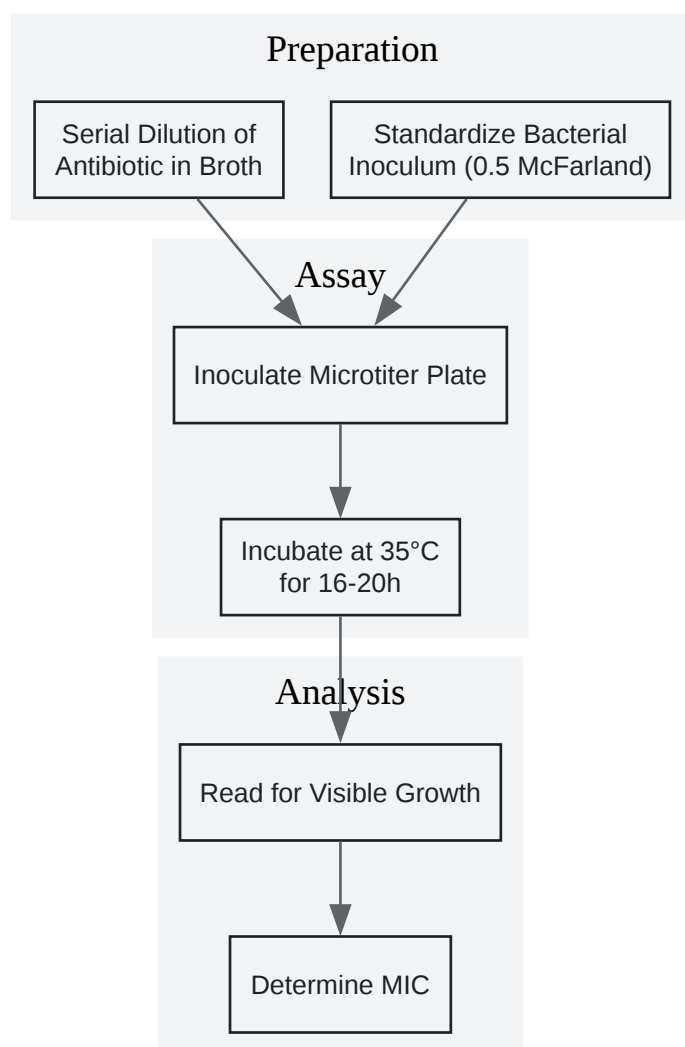 Preparation
Serial Dilution of
Antibiotic in Broth
Standardize Bacterial
Inoculum (0.5 McFarland)
Assay
Inoculate Microtiter Plate
Incubate at 35°C
for 16-20h
Analysis
Read for Visible Growth
Determine MIC